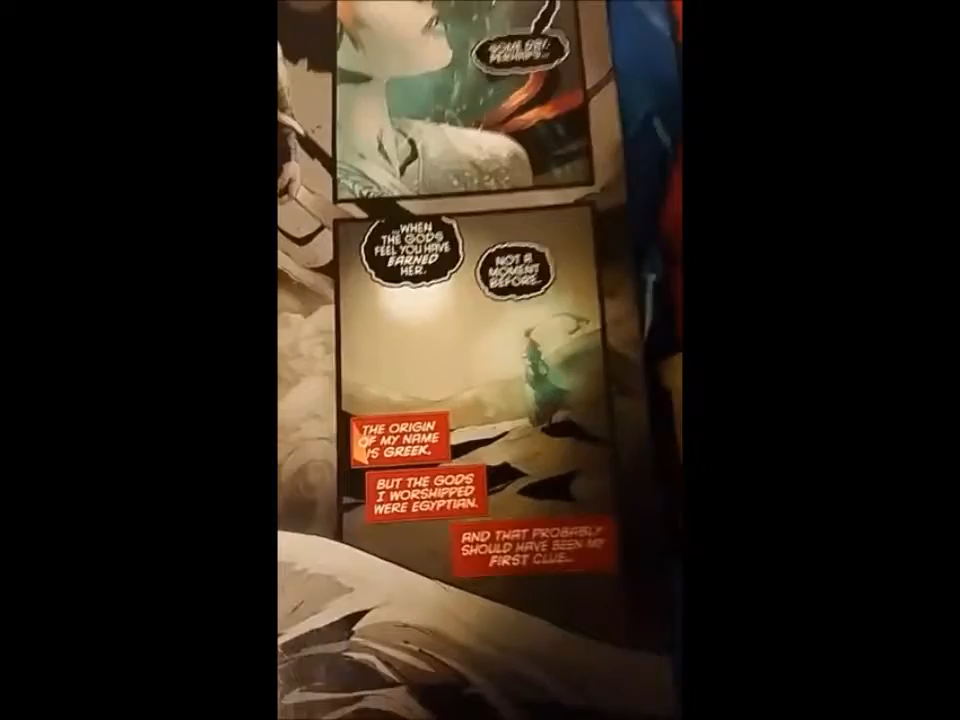 SOME DAY,
PERHAPS...
...WHEN
THE GODS
FEEL YOU HAVE
EARNED
HER.
NOT A
MOMENT
BEFORE.
THE ORIGIN
OF MY NAME
IS GREEK,
BUT THE GODS
I WORSHIPPED
WERE EGYPTIAN.
AND THAT PROBABLY
SHOULD HAVE BEEN MY
FIRST CLUE...